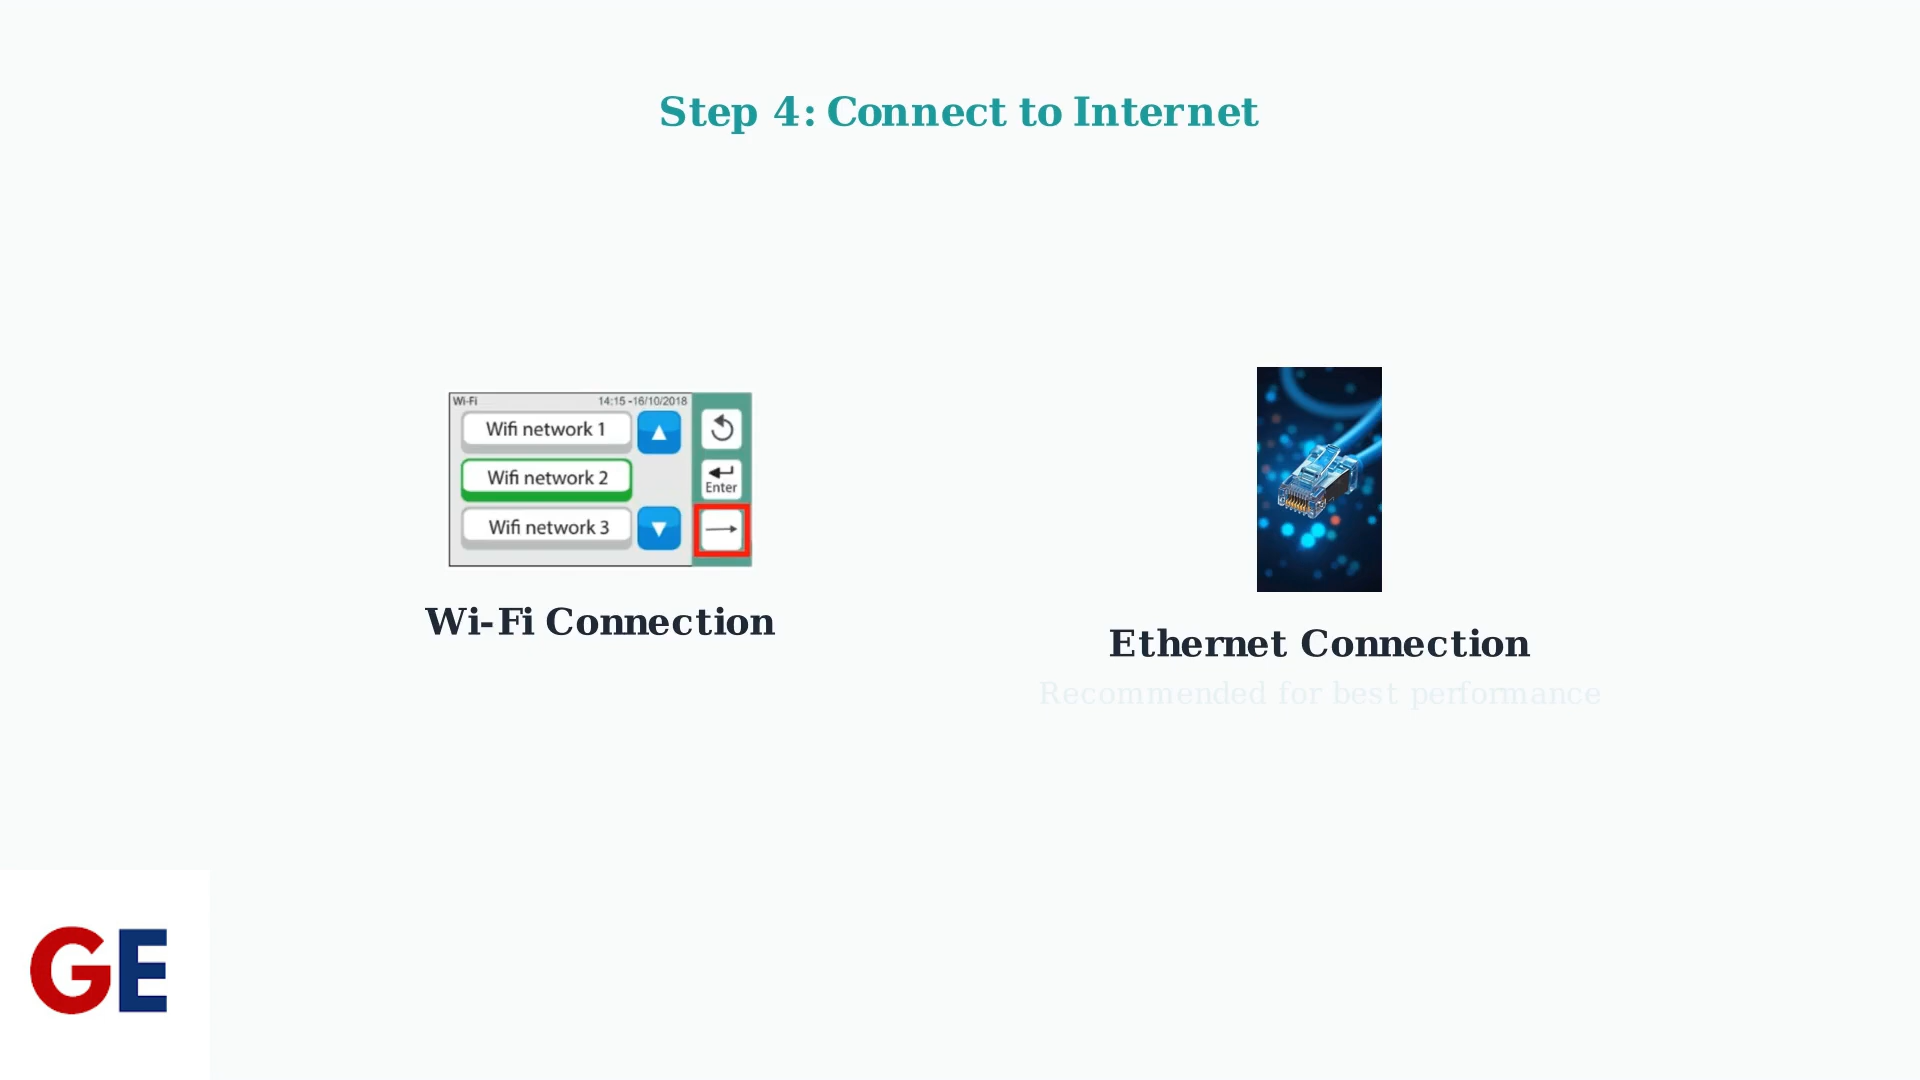 Step 4: Connect to Internet
Wi-Fi 14:15 -16/10/2018
Wifi network 1
Wifi network 2
Enter
Wifi network 3
Wi-Fi Connection
Ethernet Connection
Recommended for best performance
GE